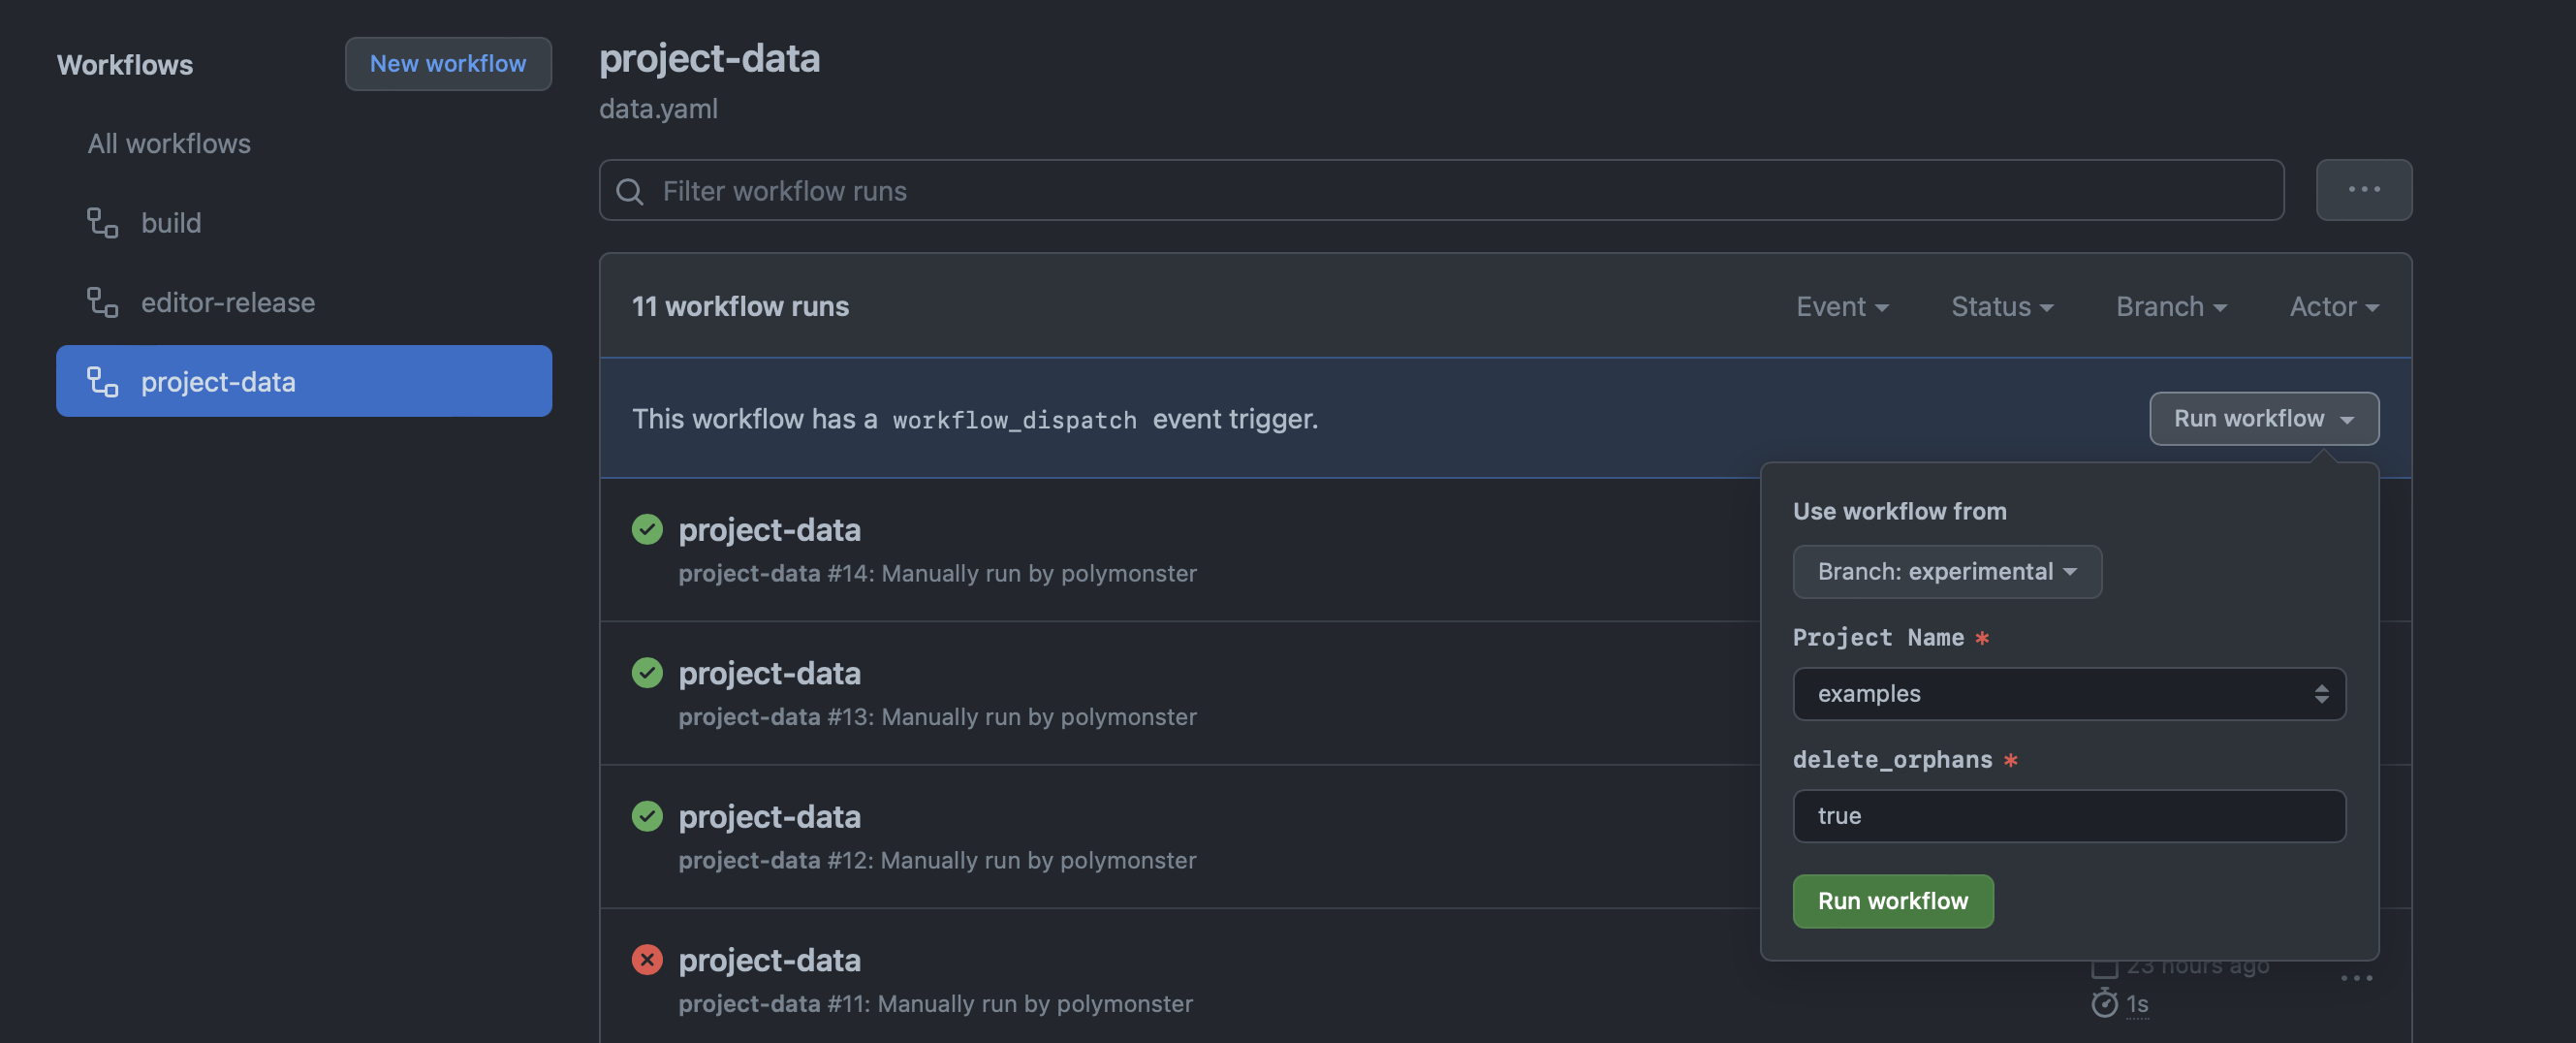 Workflows
New workflow
All workflows
build
editor-release
project-data
project-data
data.yaml
Filter workflow runs
11 workflow runs
Event
Status
Branch
Actor
This workflow has a workflow_dispatch event trigger.
Run workflow
Use workflow from
Branch: experimental
Project Name *
examples
delete_orphans *
true
Run workflow
project-data
project-data #14: Manually run by polymonster
project-data
project-data #13: Manually run by polymonster
project-data
project-data #12: Manually run by polymonster
project-data
project-data #11: Manually run by polymonster
23 hours ago
1s